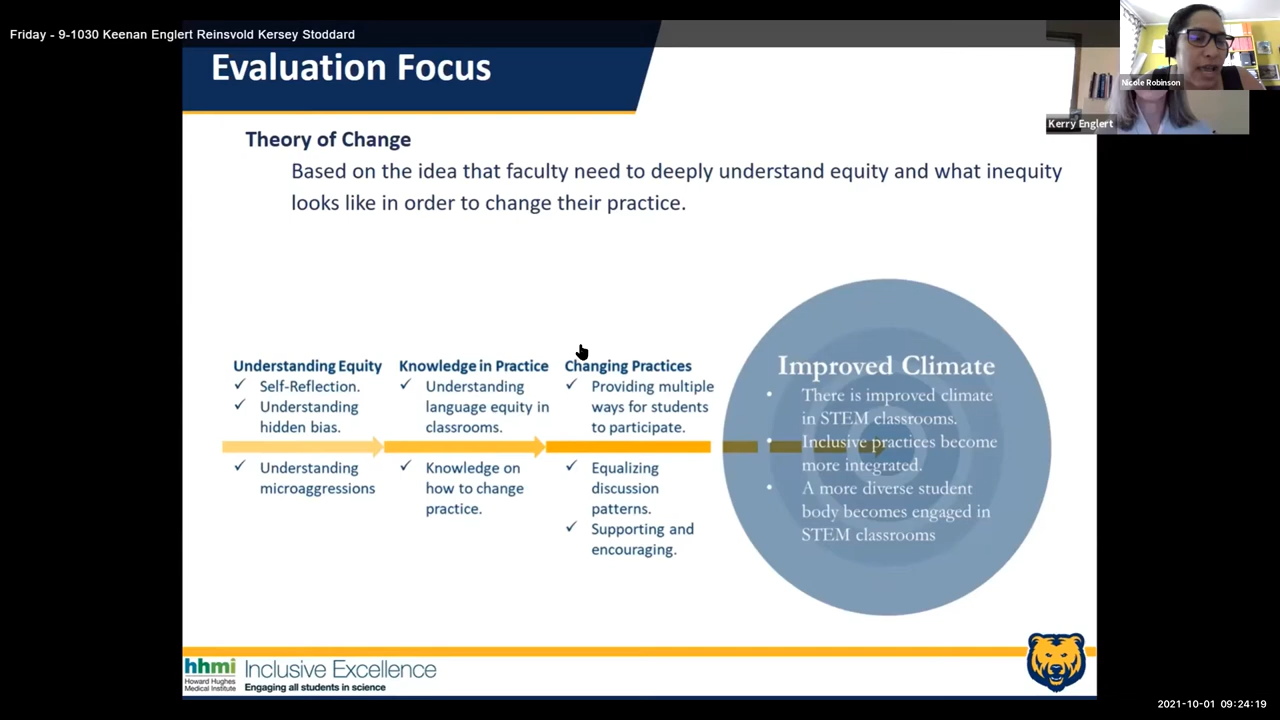 Friday - 9-1030 Keenan Englert Reinsvold Kersey Stoddard
Nicole Robinson
Kerry Englert
Evaluation Focus
Theory of Change
Based on the idea that faculty need to deeply understand equity and what inequity
looks like in order to change their practice.
Understanding Equity
Self-Reflection.
Understanding
hidden bias.
Understanding
microaggressions
Knowledge in Practice
Understanding
language equity in
classrooms.
Knowledge on
how to change
practice.
Changing Practices
Providing multiple
ways for students
to participate.
Equalizing
discussion
patterns.
Supporting and
encouraging.
Improved Climate
• There is improved climate
in STEM classrooms.
• Inclusive practices become
more integrated.
• A more diverse student
body becomes engaged in
STEM classrooms
hhmi
Howard Hughes
Medical Institute
Inclusive Excellence
Engaging all students in science
2021-10-01 09:24:19